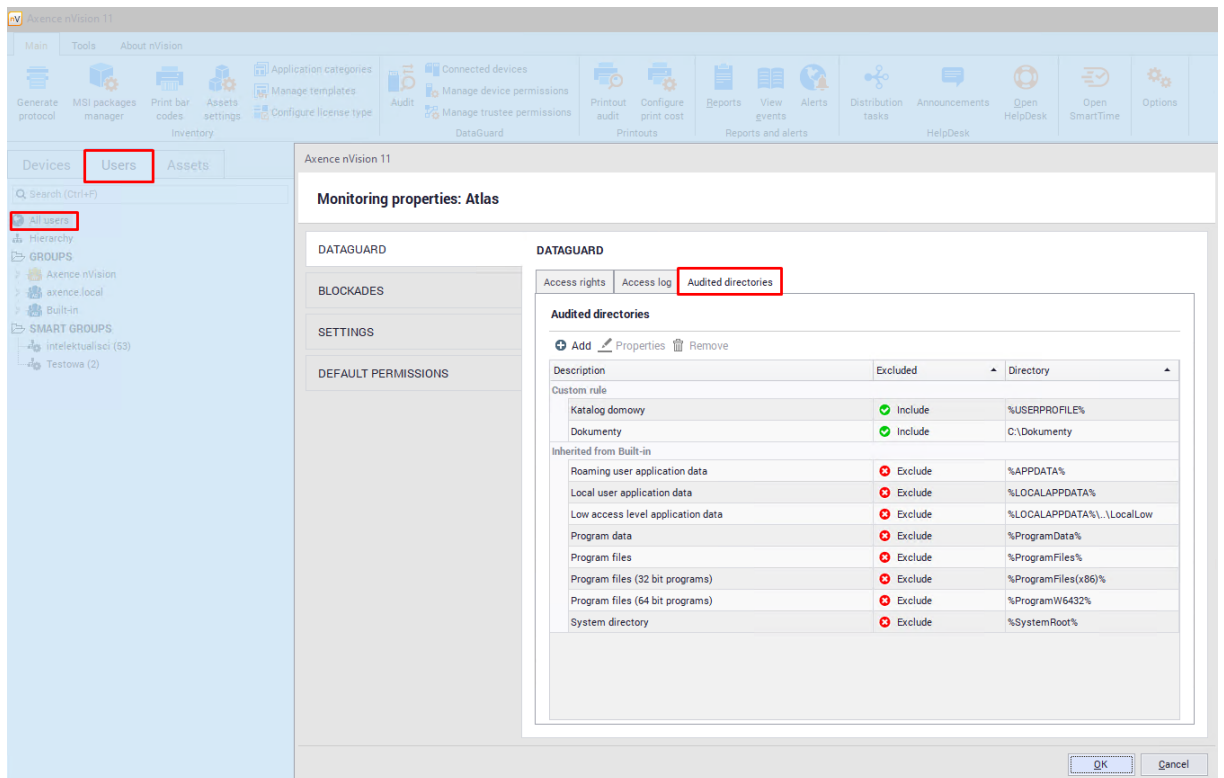 Axence nVision 11
Main Tools About nVision
Generate protocol
MSI packages manager
Print bar codes
Assets settings
Application categories
Manage templates
Configure license type
Inventory
Audit
Connected devices
Manage device permissions
Manage trustee permissions
DataGuard
Printout audit
Configure print cost
Printouts
Reports
View events
Alerts
Reports and alerts
Distribution tasks
Announcements
Open HelpDesk
HelpDesk
Open SmartTime
Options
Devices Users Assets
Search (Ctrl+F)
All users
Hierarchy
GROUPS
Axence nVision
axence.local
Built-in
SMART GROUPS
intelektualisci (53)
Testowa (2)
Axence nVision 11
Monitoring properties: Atlas
DATAGUARD
BLOCKADES
SETTINGS
DEFAULT PERMISSIONS
DATAGUARD
Access rights Access log Audited directories
Audited directories
Add Properties Remove
Description Excluded Directory
Custom rule
Katalog domowy Include %USERPROFILE%
Dokumenty Include C:\Dokumenty
Inherited from Built-in
Roaming user application data Exclude %APPDATA%
Local user application data Exclude %LOCALAPPDATA%
Low access level application data Exclude %LOCALAPPDATA%\..\LocalLow
Program data Exclude %ProgramData%
Program files Exclude %ProgramFiles%
Program files (32 bit programs) Exclude %ProgramFiles(x86)%
Program files (64 bit programs) Exclude %ProgramW6432%
System directory Exclude %SystemRoot%
OK Cancel